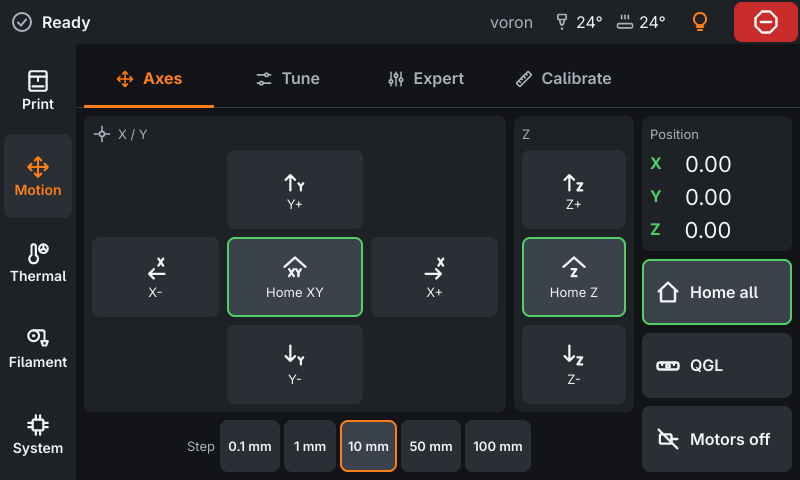 Ready
voron
24°
24°
Print
Motion
Thermal
Filament
System
Axes
Tune
Expert
Calibrate
X / Y
Y
Y+
X
X-
XY
Home XY
X
X+
Y
Y-
Z
Z
Z+
Z
Home Z
Z
Z-
Position
X 0.00
Y 0.00
Z 0.00
Home all
QGL
Motors off
Step
0.1 mm
1 mm
10 mm
50 mm
100 mm